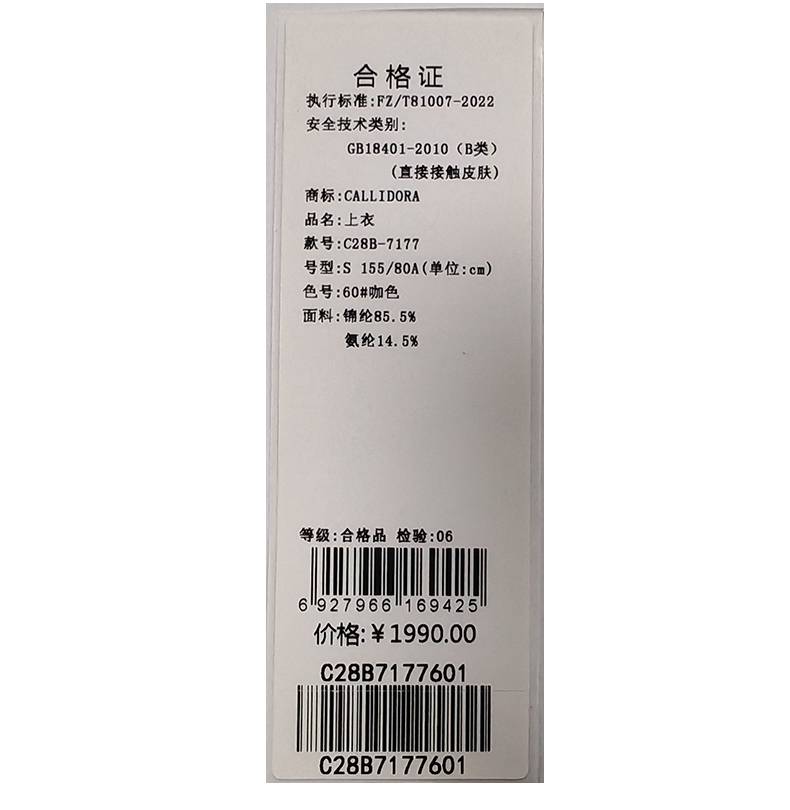 合格证
执行标准:FZ/T81007-2022
安全技术类别:
GB18401-2010（B类）
(直接接触皮肤)
商标:CALLIDORA
品名:上衣
款号:C28B-7177
号型:S 155/80A(单位:cm)
色号:60#咖色
面料:锦纶85.5%
氨纶14.5%
等级:合格品 检验:06
6 927966 169425
价格:¥1990.00
C28B7177601
C28B7177601